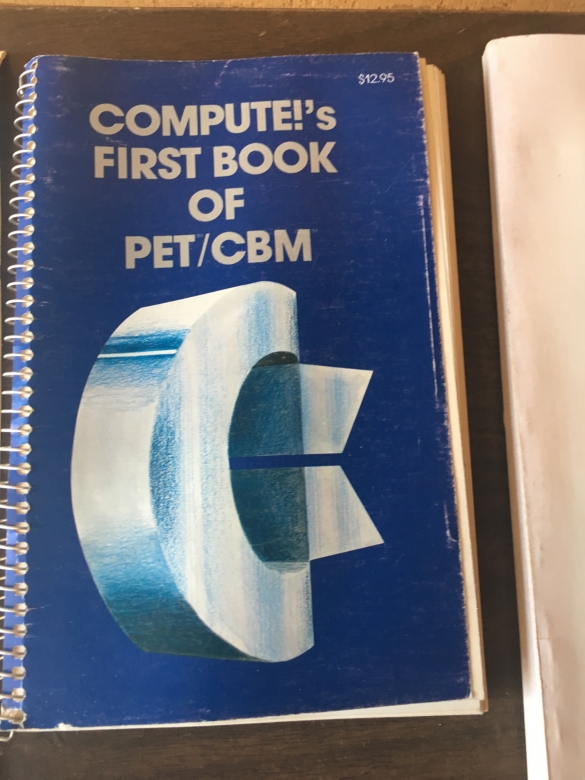 $12.95
COMPUTE!'s
FIRST BOOK
OF
PET/CBM